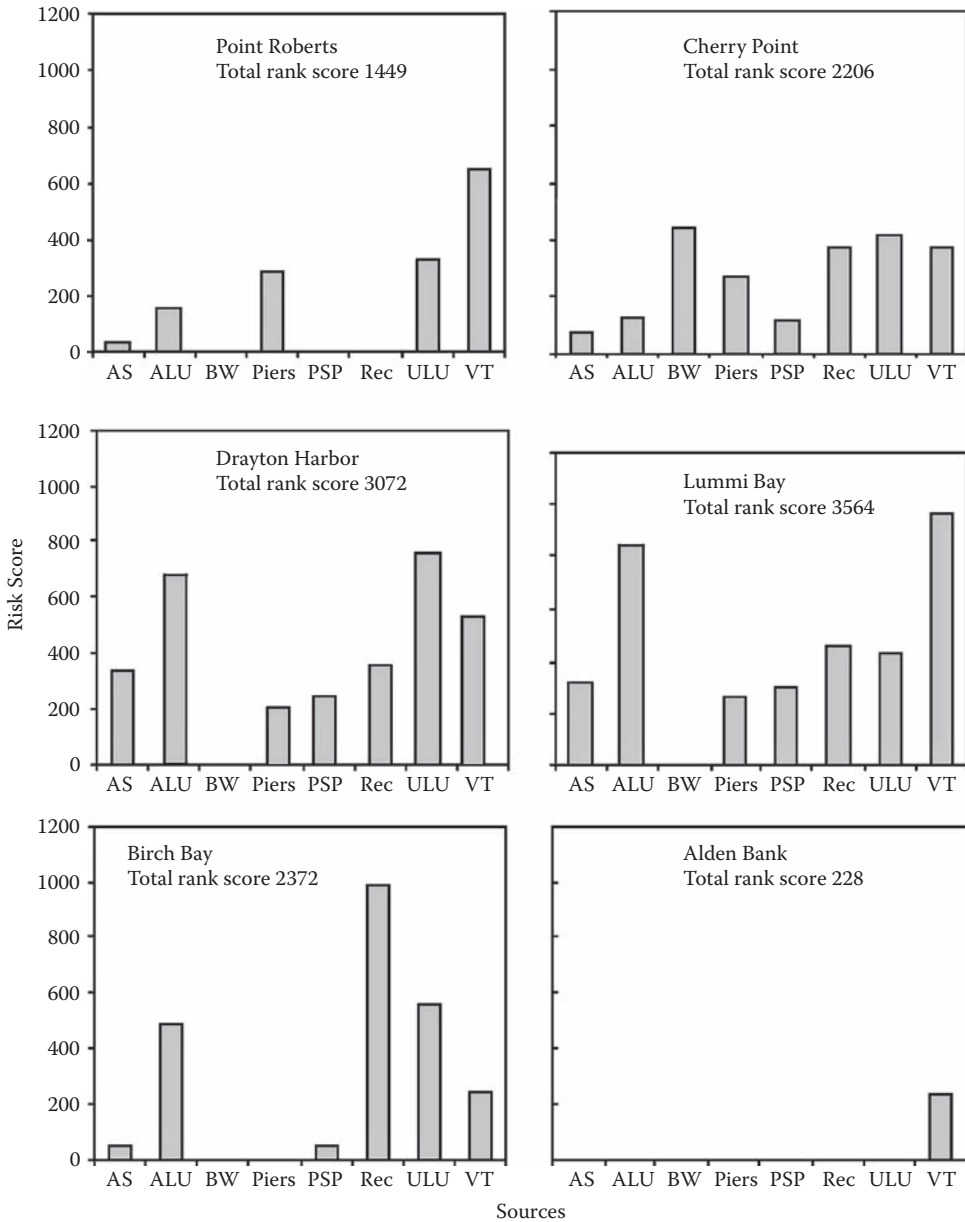 1200
1000
800
600
400
200
0
Point Roberts
Total rank score 1449
AS ALU BW Piers PSP Rec ULU VT
Cherry Point
Total rank score 2206
AS ALU BW Piers PSP Rec ULU VT
Risk Score
1200
1000
800
600
400
200
0
Drayton Harbor
Total rank score 3072
AS ALU BW Piers PSP Rec ULU VT
Lummi Bay
Total rank score 3564
AS ALU BW Piers PSP Rec ULU VT
1200
1000
800
600
400
200
0
Birch Bay
Total rank score 2372
AS ALU BW Piers PSP Rec ULU VT
Alden Bank
Total rank score 228
AS ALU BW Piers PSP Rec ULU VT
Sources